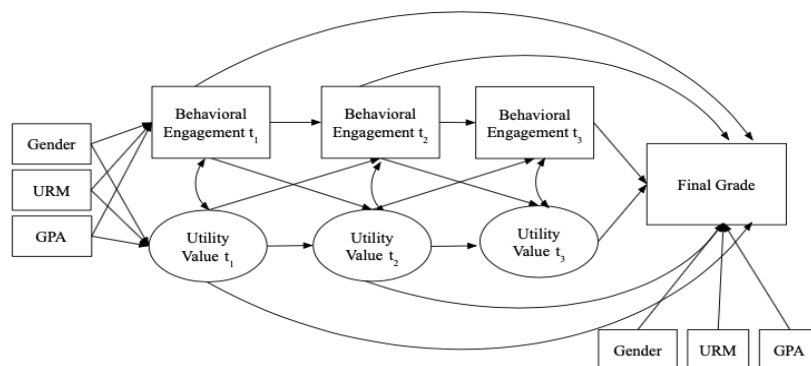 Behavioral
Engagement t1
Behavioral
Engagement t2
Behavioral
Engagement t3
Gender
URM
GPA
Final Grade
Utility
Value t1
Utility
Value t2
Utility
Value t3
Gender
URM
GPA